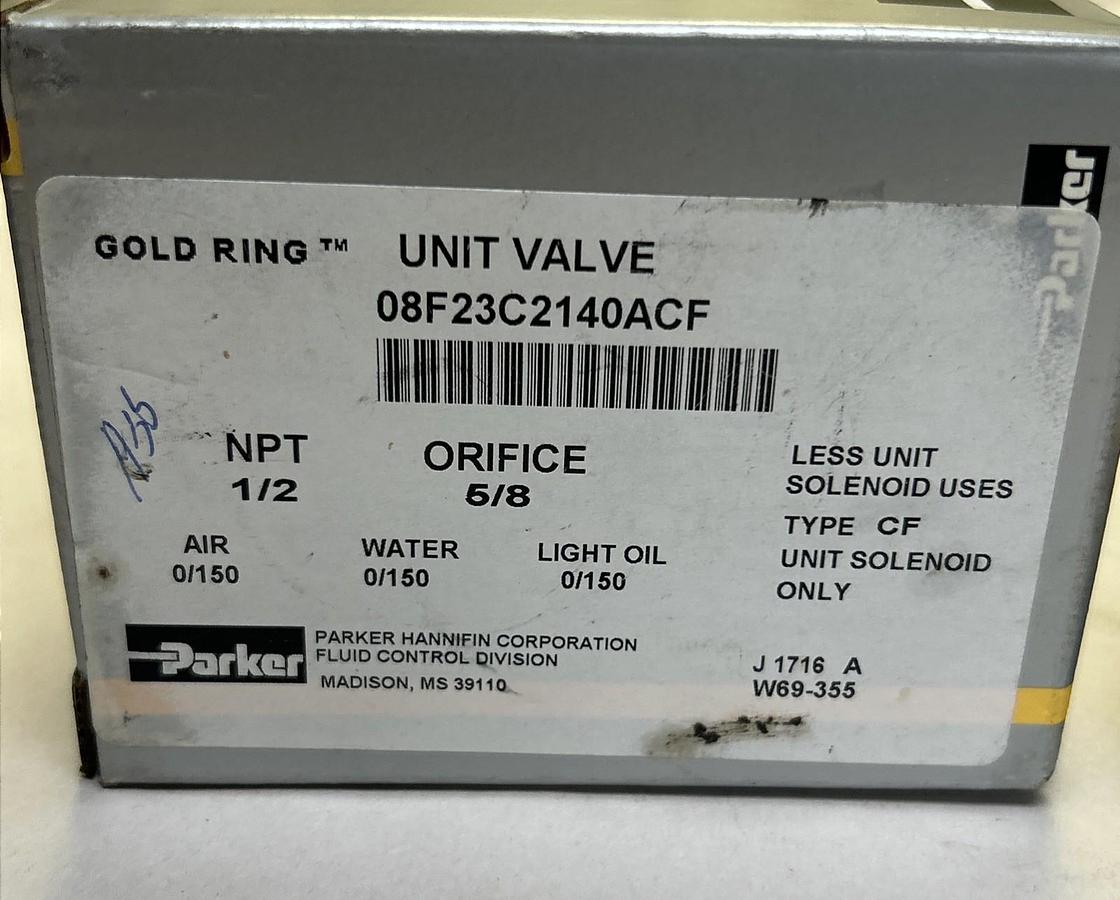 Parker
GOLD RING ™ UNIT VALVE
08F23C2140ACF
NPT ORIFICE
1/2 5/8
LESS UNIT
SOLENOID USES
TYPE CF
UNIT SOLENOID
ONLY
AIR WATER LIGHT OIL
0/150 0/150 0/150
Parker
PARKER HANNIFIN CORPORATION
FLUID CONTROL DIVISION
MADISON, MS 39110
J 1716 A
W69-355